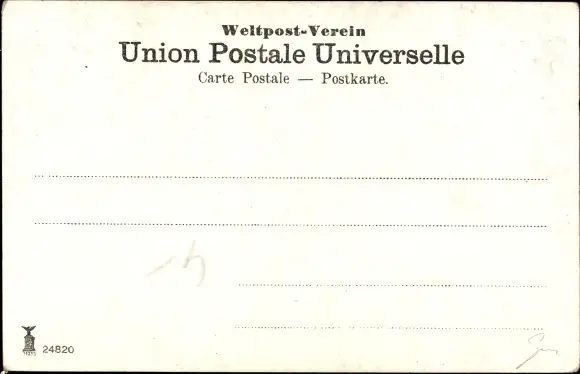 Weltpost-Verein
Union Postale Universelle
Carte Postale — Postkarte.
24820